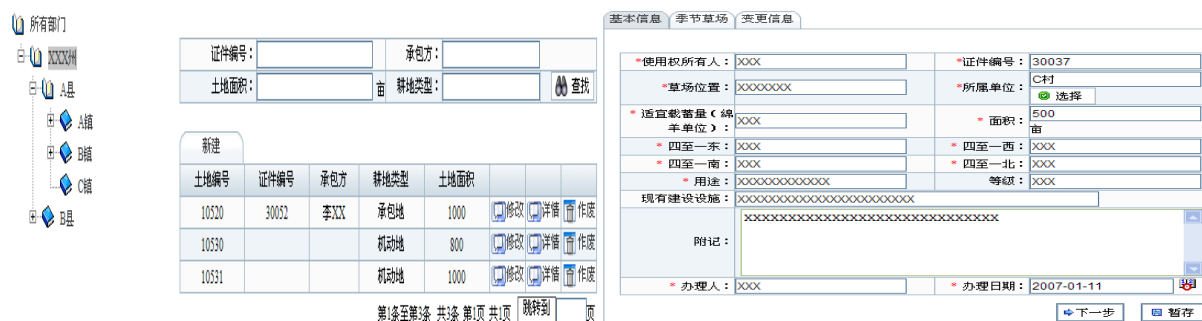 所有部门
XXX州
A县
A镇
B镇
C镇
B县
证件编号： 承包方：
土地面积： 亩 耕地类型： 查找
新建
土地编号 证件编号 承包方 耕地类型 土地面积
10520 30052 李XX 承包地 1000 修改 详情 作废
10530 机动地 800 修改 详情 作废
10531 机动地 1000 修改 详情 作废
第1条至第3条 共3条 第1页 共1页 跳转到 页
基本信息 季节草场 变更信息
*使用权所有人： XXX *证件编号： 30037
*草场位置： XXXXXXX *所属单位： C村
选择
* 适宜载蓄量（绵羊单位）： XXX * 面积： 500
亩
* 四至一东： XXX * 四至一西： XXX
* 四至一南： XXX * 四至一北： XXX
* 用途： XXXXXXXXXXXX 等级： XXX
现有建设设施： XXXXXXXXXXXXXXXXXXXXXXX
附记： XXXXXXXXXXXXXXXXXXXXXXXXXXXXX
* 办理人： XXX * 办理日期： 2007-01-11
下一步 暂存